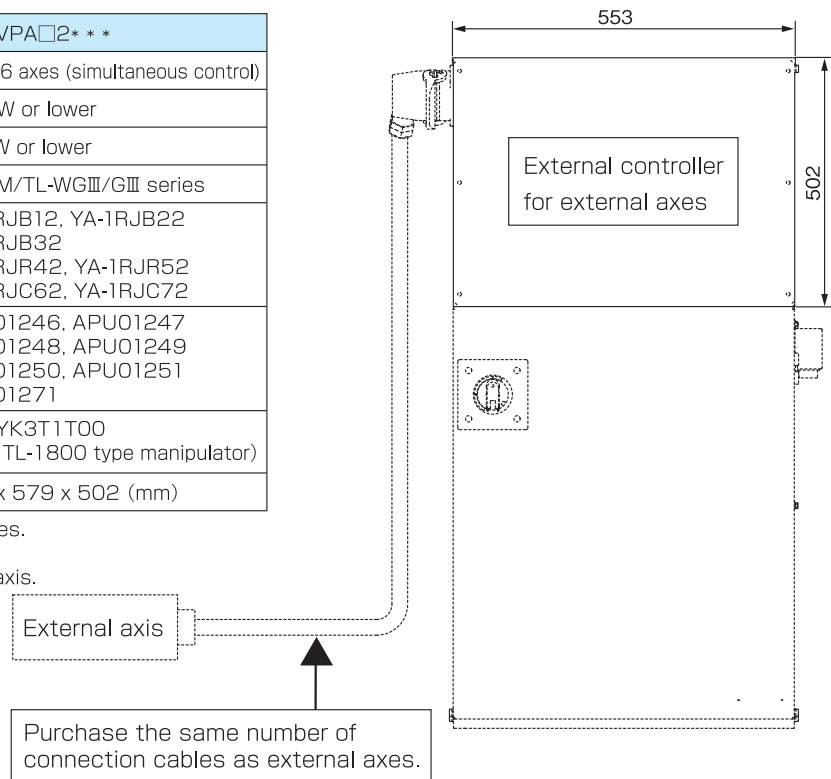 VPA□2***
6 axes (simultaneous control)
W or lower
W or lower
M/TL-WGⅢ/GⅢ series
RJB12, YA-1RJB22
RJB32
RJR42, YA-1RJR52
RJC62, YA-1RJC72
01246, APU01247
01248, APU01249
01250, APU01251
01271
YK3T1T00
TL-1800 type manipulator)
x 579 x 502 (mm)
es.
axis.
553
502
External controller
for external axes
External axis
Purchase the same number of
connection cables as external axes.